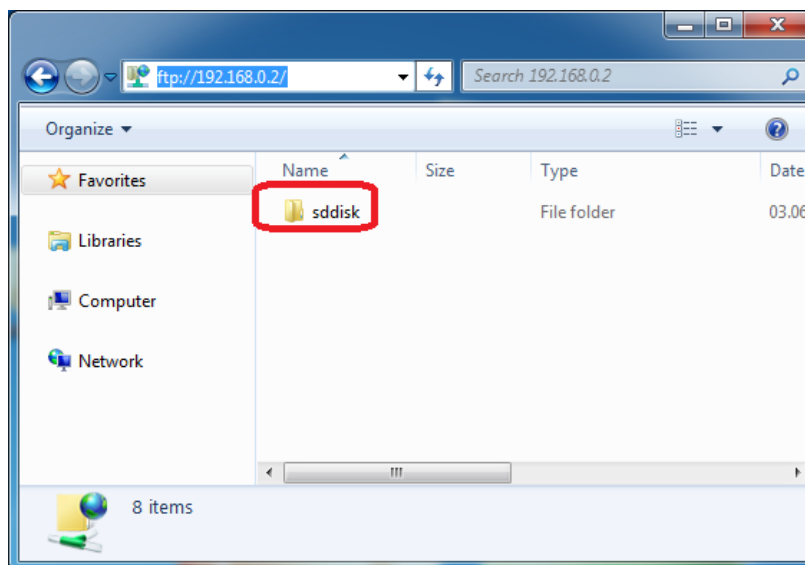 ftp://192.168.0.2/
Search 192.168.0.2
Organize
Favorites
Libraries
Computer
Network
Name Size Type Date
sddisk File folder 03.06
8 items